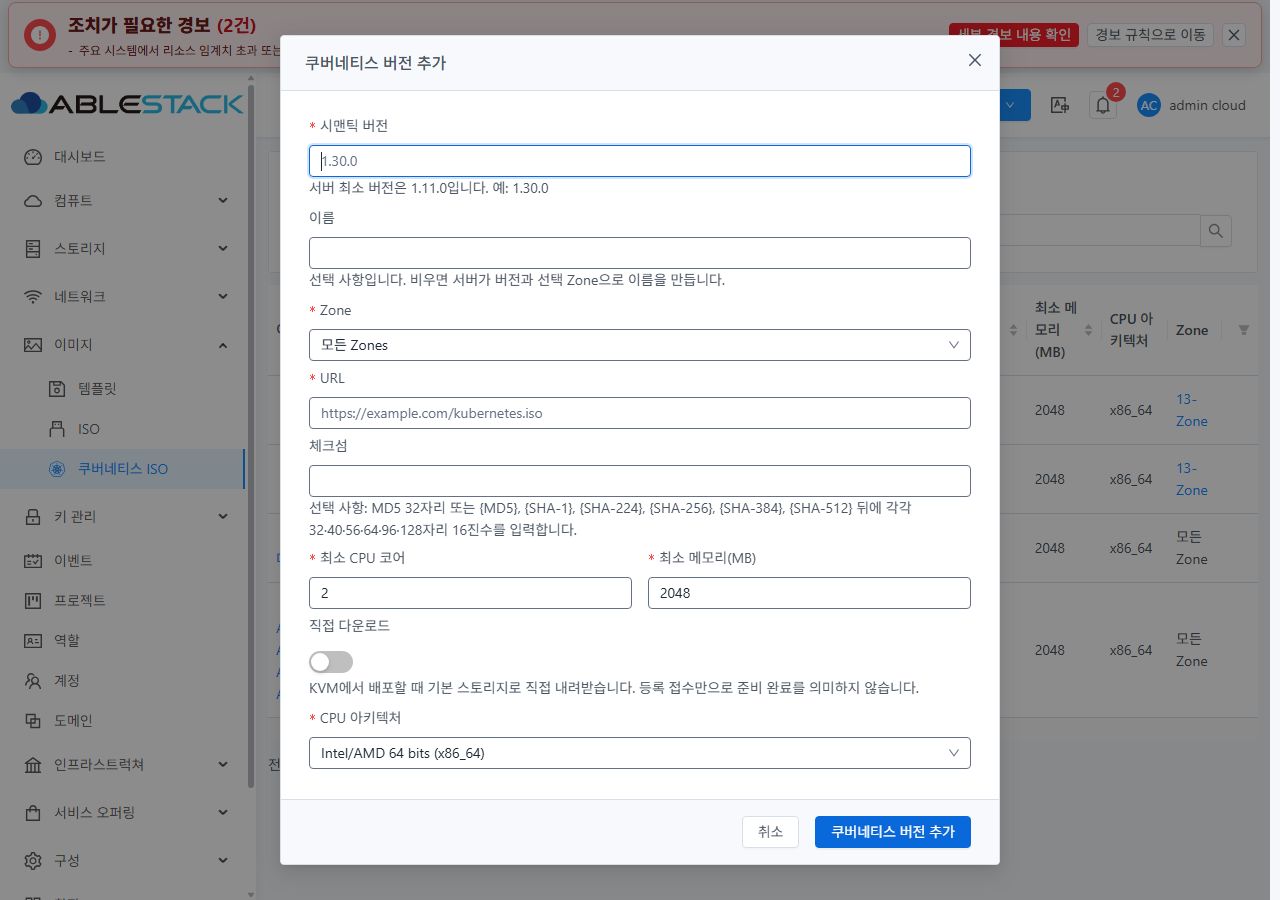 조치가 필요한 경보 (2건)
- 주요 시스템에서 리소스 임계치 초과 또는
세부 경보 내용 확인
경보 규칙으로 이동
ABLESTACK
2
AC
admin cloud
대시보드
컴퓨트
스토리지
네트워크
이미지
템플릿
ISO
쿠버네티스 ISO
키 관리
이벤트
프로젝트
역할
계정
도메인
인프라스트럭쳐
서비스 오퍼링
구성
쿠버네티스 버전 추가
* 시맨틱 버전
1.30.0
서버 최소 버전은 1.11.0입니다. 예: 1.30.0
이름
선택 사항입니다. 비우면 서버가 버전과 선택 Zone으로 이름을 만듭니다.
* Zone
모든 Zones
* URL
https://example.com/kubernetes.iso
체크섬
선택 사항: MD5 32자리 또는 {MD5}, {SHA-1}, {SHA-224}, {SHA-256}, {SHA-384}, {SHA-512} 뒤에 각각
32·40·56·64·96·128자리 16진수를 입력합니다.
* 최소 CPU 코어
* 최소 메모리(MB)
2
2048
직접 다운로드
KVM에서 배포할 때 기본 스토리지로 직접 내려받습니다. 등록 접수만으로 준비 완료를 의미하지 않습니다.
* CPU 아키텍처
Intel/AMD 64 bits (x86_64)
취소
쿠버네티스 버전 추가
최소 메
모리
(MB)
CPU 아
키텍처
Zone
2048
x86_64
13-
Zone
2048
x86_64
13-
Zone
2048
x86_64
모든
Zone
2048
x86_64
모든
Zone
전